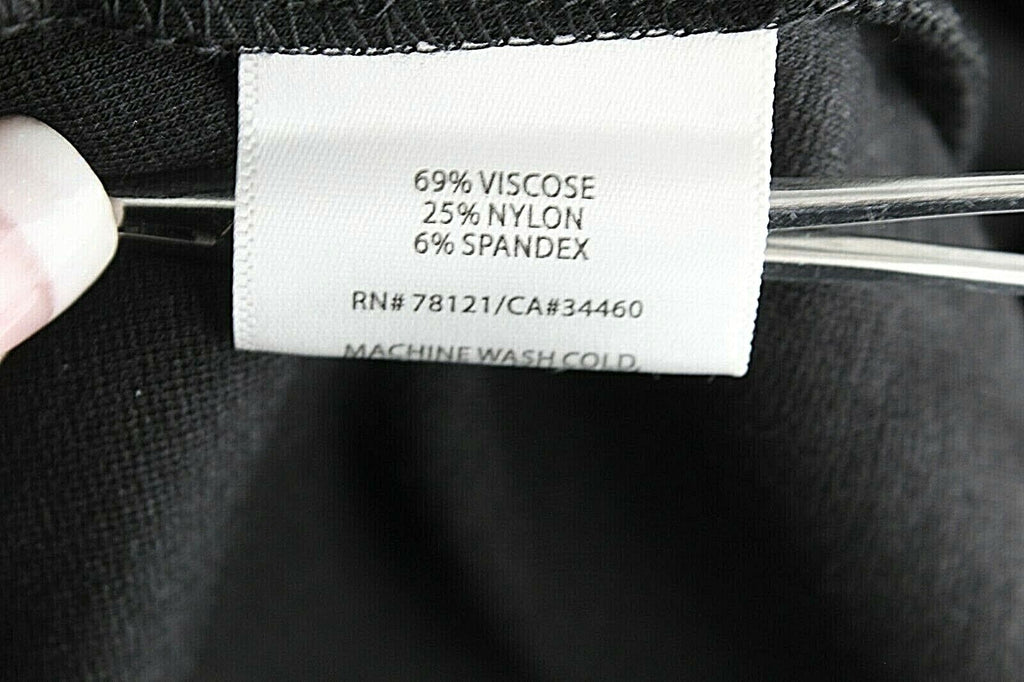 69% VISCOSE
25% NYLON
6% SPANDEX
RN# 78121/CA#34460
MACHINE WASH COLD,